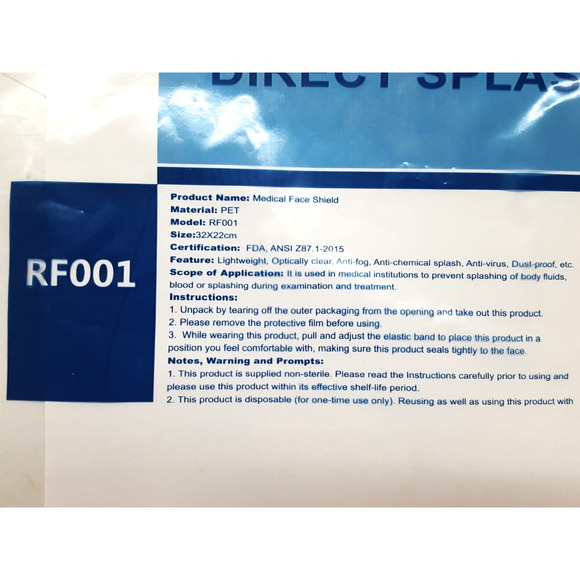 DIRECT SPLAS
RF001
Product Name: Medical Face Shield
Material: PET
Model: RF001
Size:32X22cm
Certification: FDA, ANSI Z87.1-2015
Feature: Lightweight, Optically clear, Anti-fog, Anti-chemical splash, Anti-virus, Dust-proof, etc.
Scope of Application: It is used in medical institutions to prevent splashing of body fluids,
blood or splashing during examination and treatment.
Instructions:
1. Unpack by tearing off the outer packaging from the opening and take out this product.
2. Please remove the protective film before using.
3. While wearing this product, pull and adjust the elastic band to place this product in a
position you feel comfortable with, making sure this product seals tightly to the face.
Notes, Warning and Prompts:
1. This product is supplied non-sterile. Please read the Instructions carefully prior to using and
please use this product within its effective shelf-life period.
2. This product is disposable (for one-time use only). Reusing as well as using this product with